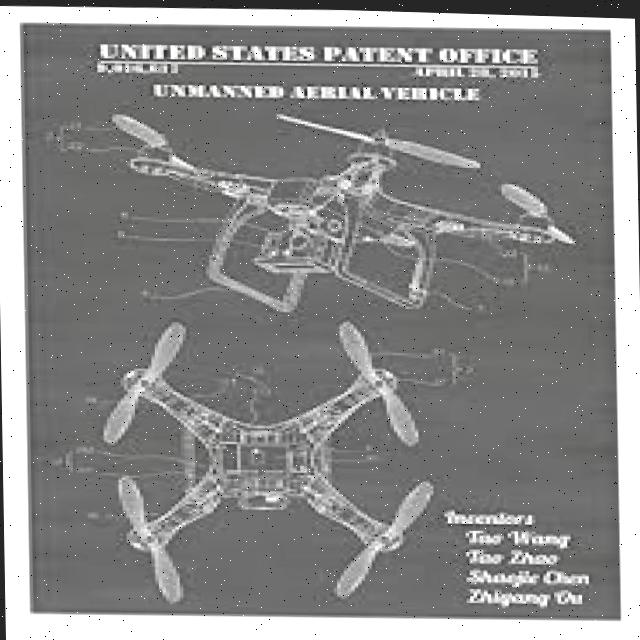 UNITED STATES PATENT OFFICE
APRIL 28, 2015
UNMANNED AERIAL VEHICLE
Inventors
Tao Wang
Tao Zhao
Shaojie Chen
Zhigang Ou